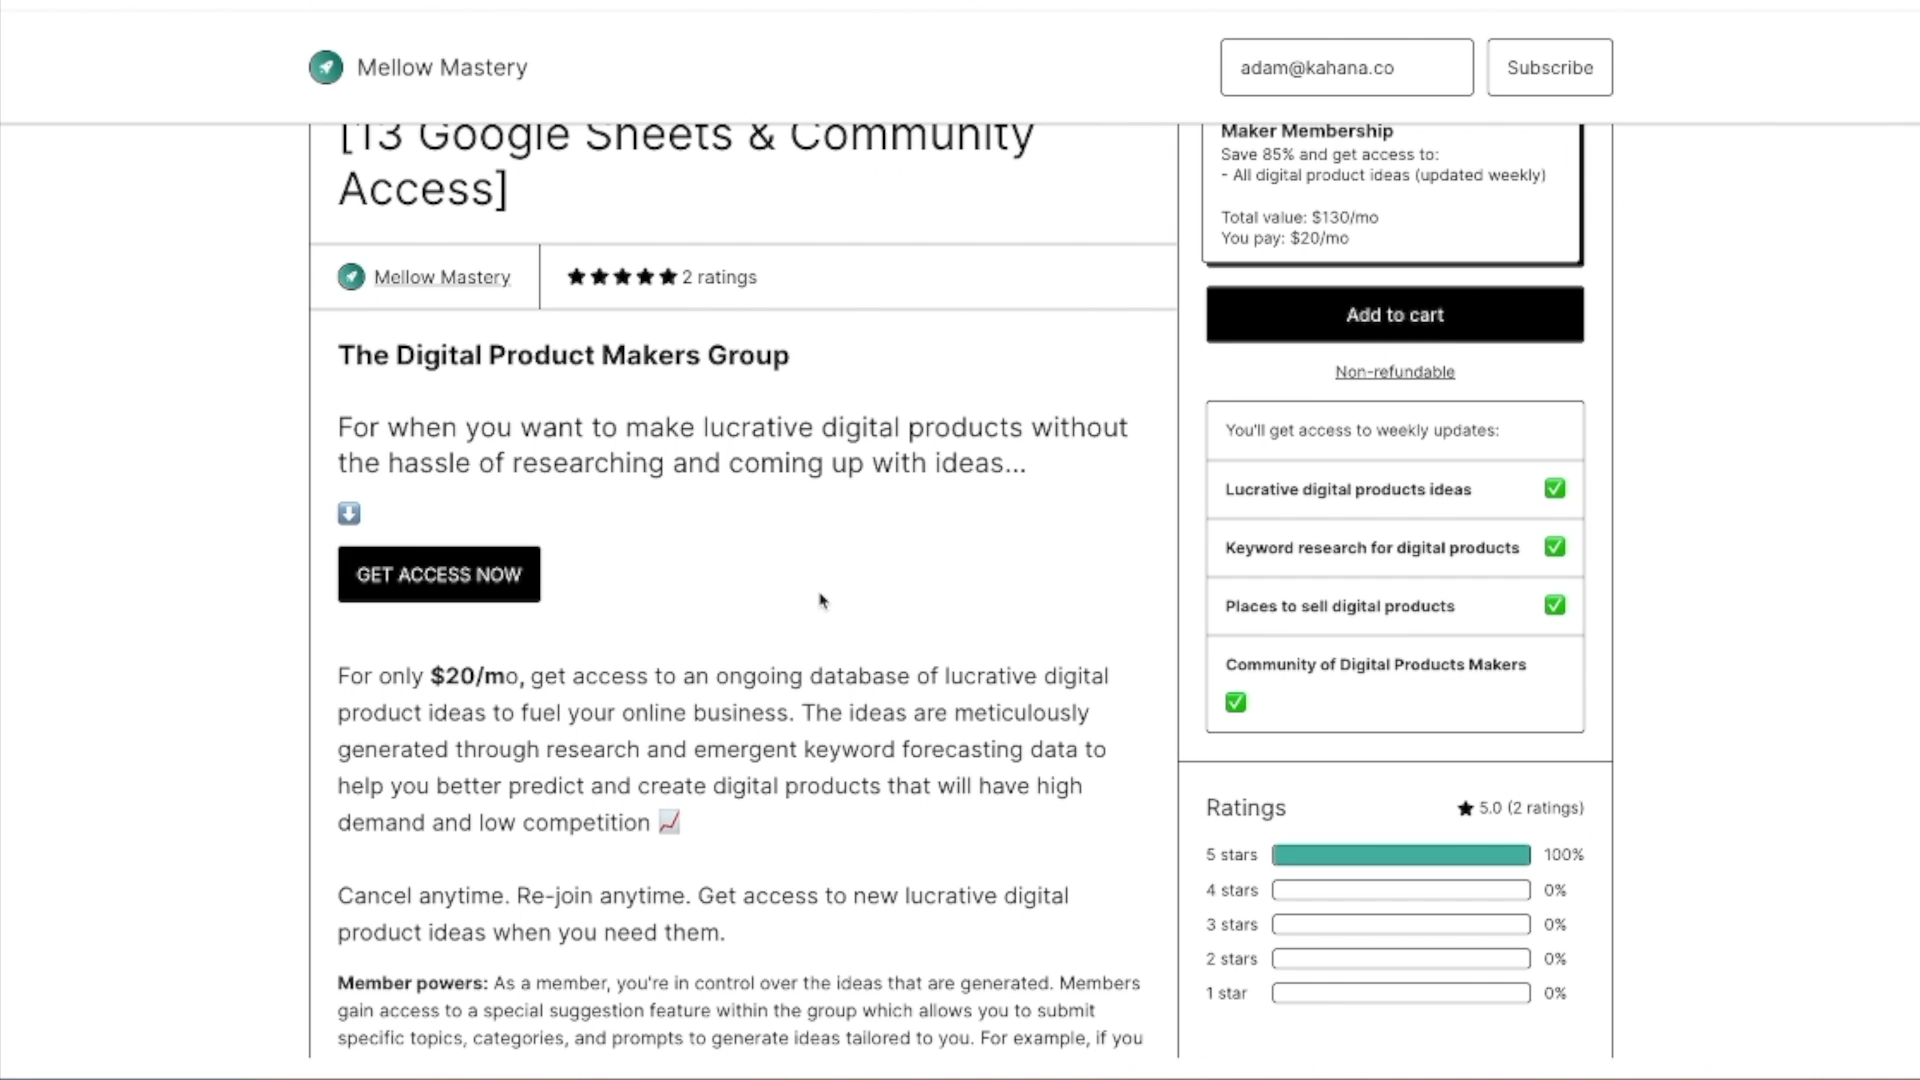 Mellow Mastery
adam@kahana.co
Subscribe
[13 Google Sheets & Community
Access]
Mellow Mastery
2 ratings
The Digital Product Makers Group
For when you want to make lucrative digital products without
the hassle of researching and coming up with ideas...
GET ACCESS NOW
For only $20/mo, get access to an ongoing database of lucrative digital
product ideas to fuel your online business. The ideas are meticulously
generated through research and emergent keyword forecasting data to
help you better predict and create digital products that will have high
demand and low competition
Cancel anytime. Re-join anytime. Get access to new lucrative digital
product ideas when you need them.
Member powers: As a member, you're in control over the ideas that are generated. Members
gain access to a special suggestion feature within the group which allows you to submit
specific topics, categories, and prompts to generate ideas tailored to you. For example, if you
Maker Membership
Save 85% and get access to:
- All digital product ideas (updated weekly)
Total value: $130/mo
You pay: $20/mo
Add to cart
Non-refundable
You'll get access to weekly updates:
Lucrative digital products ideas
Keyword research for digital products
Places to sell digital products
Community of Digital Products Makers
Ratings
5.0 (2 ratings)
5 stars 100%
4 stars 0%
3 stars 0%
2 stars 0%
1 star 0%